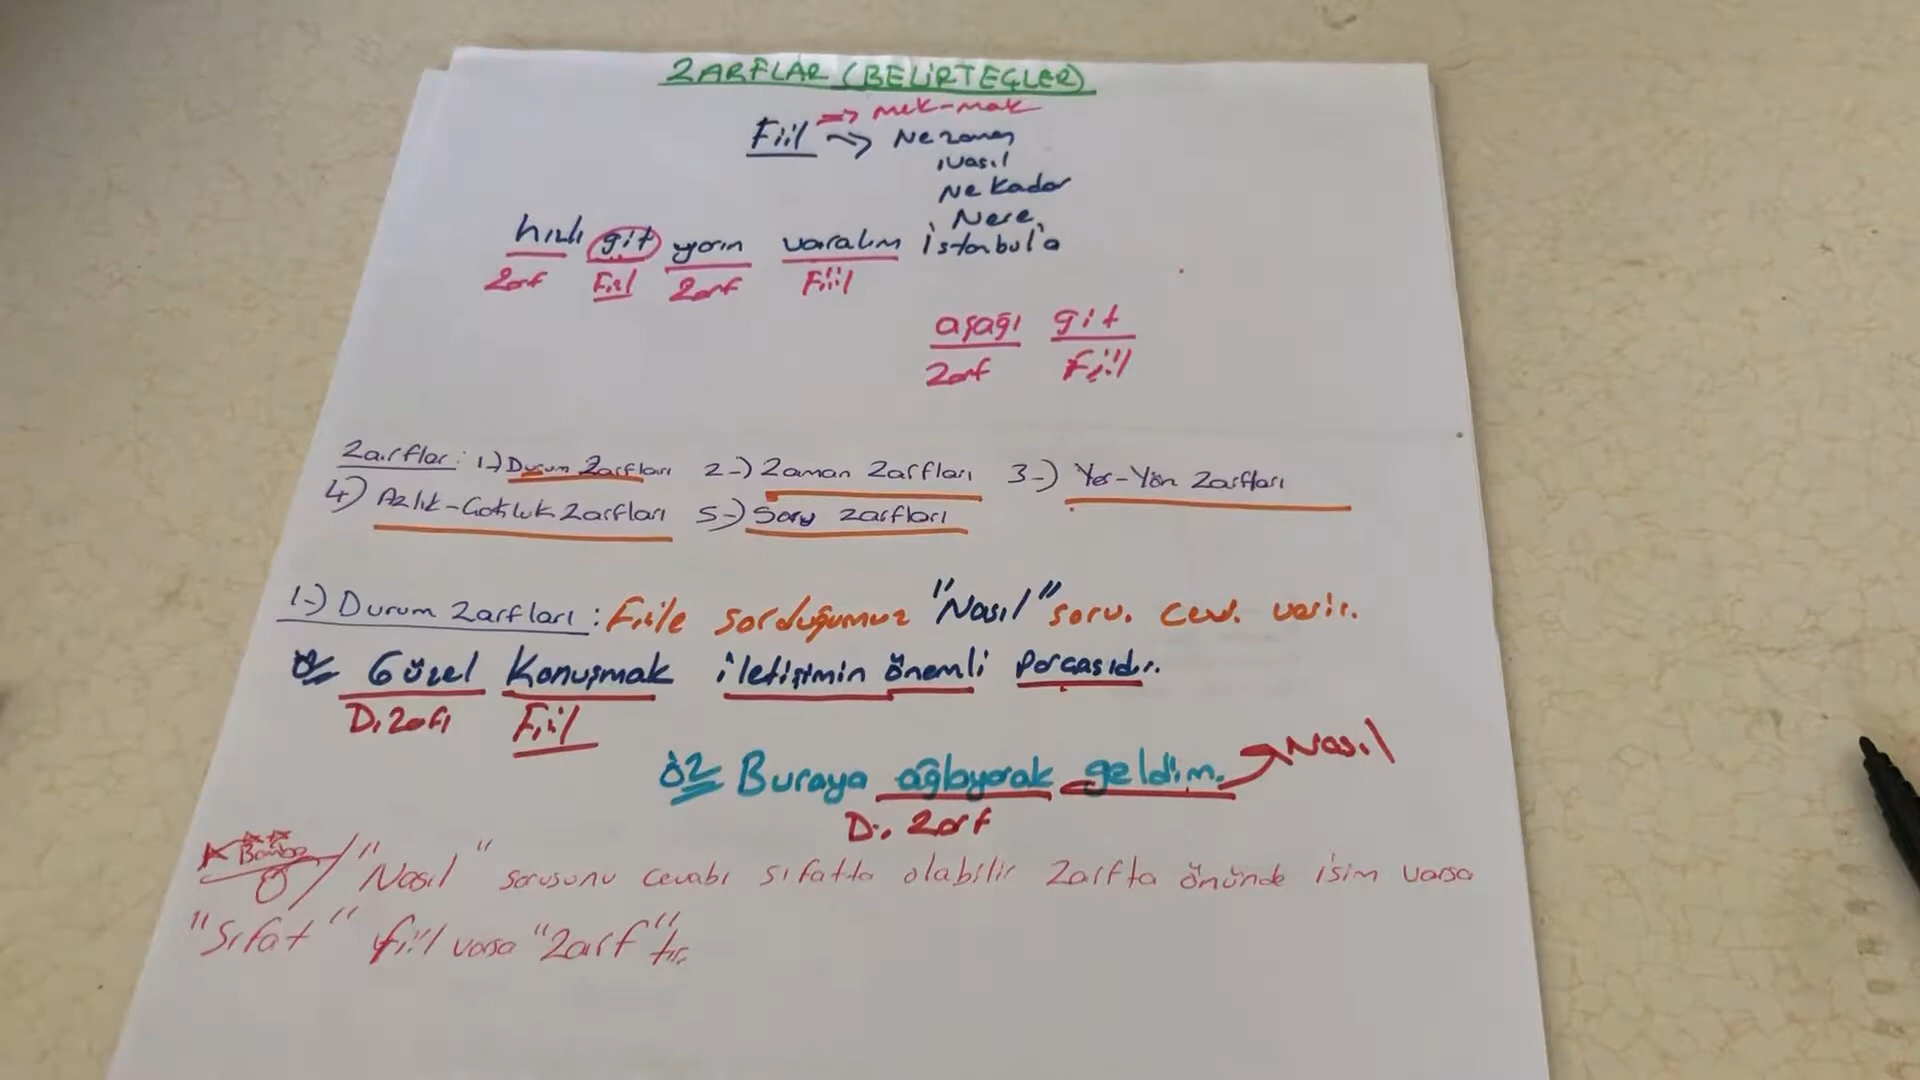 ZARFLAR (BELİRTEÇLER)
Fiil => mek-mak
Ne zaman
Nasıl
Ne kadar
Nere
hızlı git yarın varalım İstanbul'a
Zarf Fiil Zarf Fiil
aşağı git
Zarf Fiil
Zarflar: 1-) Durum Zarfları 2-) Zaman Zarfları 3-) Yer-Yön Zarfları
4-) Azlık-Çokluk Zarfları 5-) Soru Zarfları
1-) Durum Zarfları: Fiile sorduğumuz "Nasıl" soru. cev. verir.
Güzel Konuşmak iletişimin önemli parçasıdır.
D. zarfı Fiil
ÖZ Buraya ağlayarak geldim. Nasıl
D. Zarf
Bomba "Nasıl" sorusunu cevabı sıfatta olabilir Zarfta önünde isim varsa
"Sıfat" fiil varsa "Zarf"tır